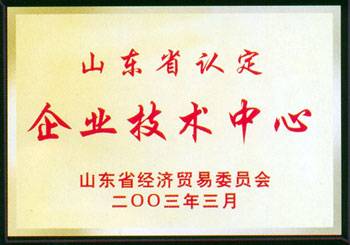 山东省认定
企业技术中心
山东省经济贸易委员会
二〇〇三年三月